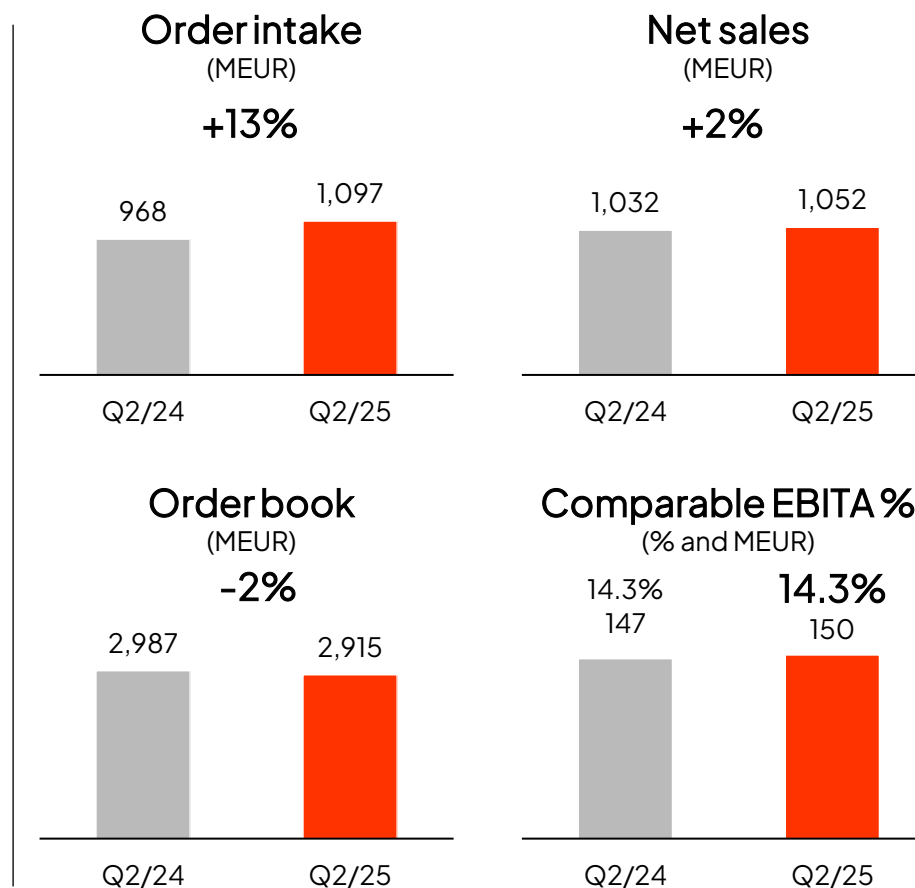 Order intake
(MEUR)
+13%
968
1,097
Q2/24
Q2/25
Net sales
(MEUR)
+2%
1,032
1,052
Q2/24
Q2/25
Order book
(MEUR)
-2%
2,987
2,915
Q2/24
Q2/25
Comparable EBITA %
(% and MEUR)
14.3%
147
14.3%
150
Q2/24
Q2/25